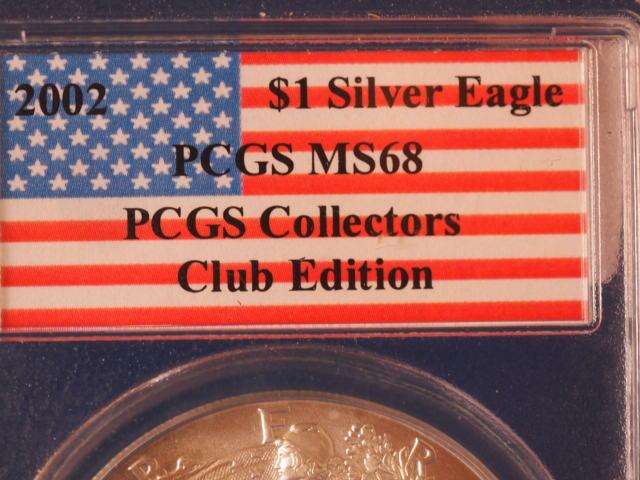 2002 $1 Silver Eagle
PCGS MS68
PCGS Collectors
Club Edition
B E R